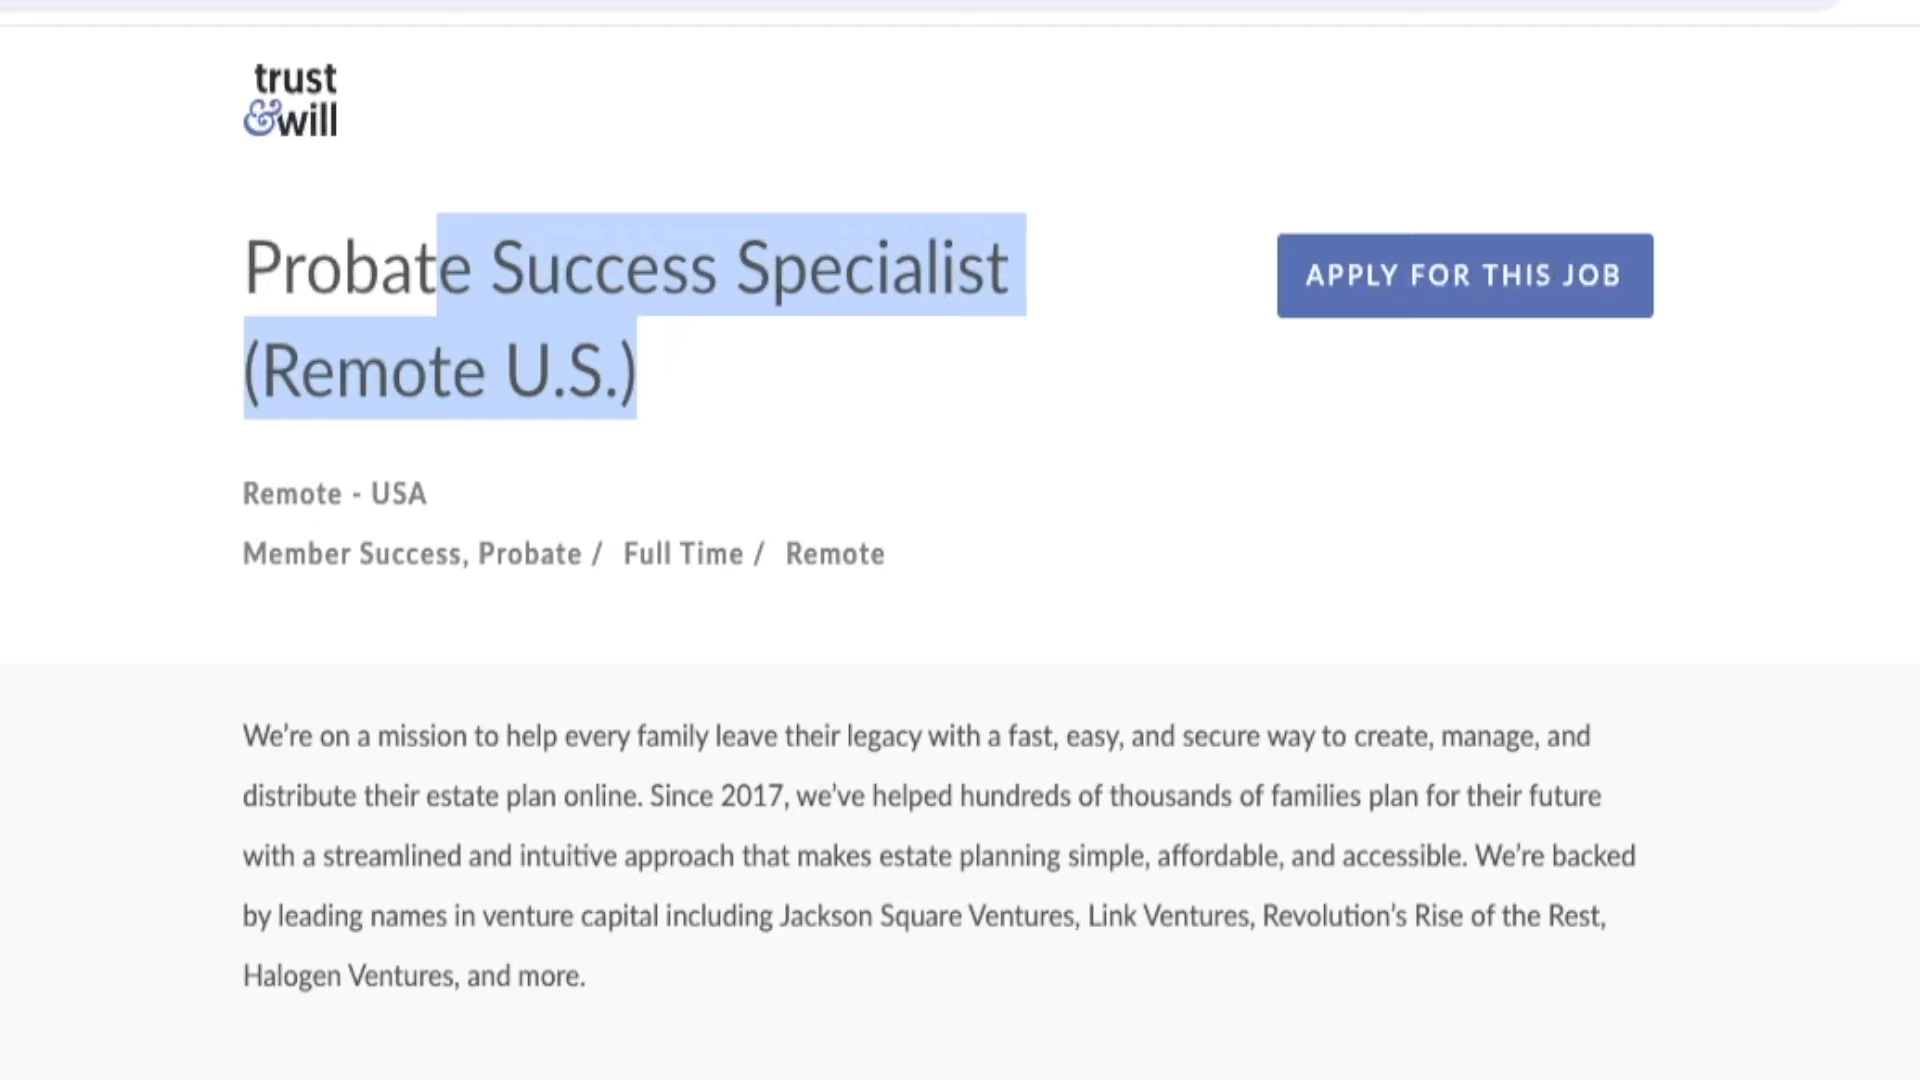 trust
&will
Probate Success Specialist
(Remote U.S.)
APPLY FOR THIS JOB
Remote - USA
Member Success, Probate / Full Time / Remote
We're on a mission to help every family leave their legacy with a fast, easy, and secure way to create, manage, and
distribute their estate plan online. Since 2017, we've helped hundreds of thousands of families plan for their future
with a streamlined and intuitive approach that makes estate planning simple, affordable, and accessible. We're backed
by leading names in venture capital including Jackson Square Ventures, Link Ventures, Revolution's Rise of the Rest,
Halogen Ventures, and more.